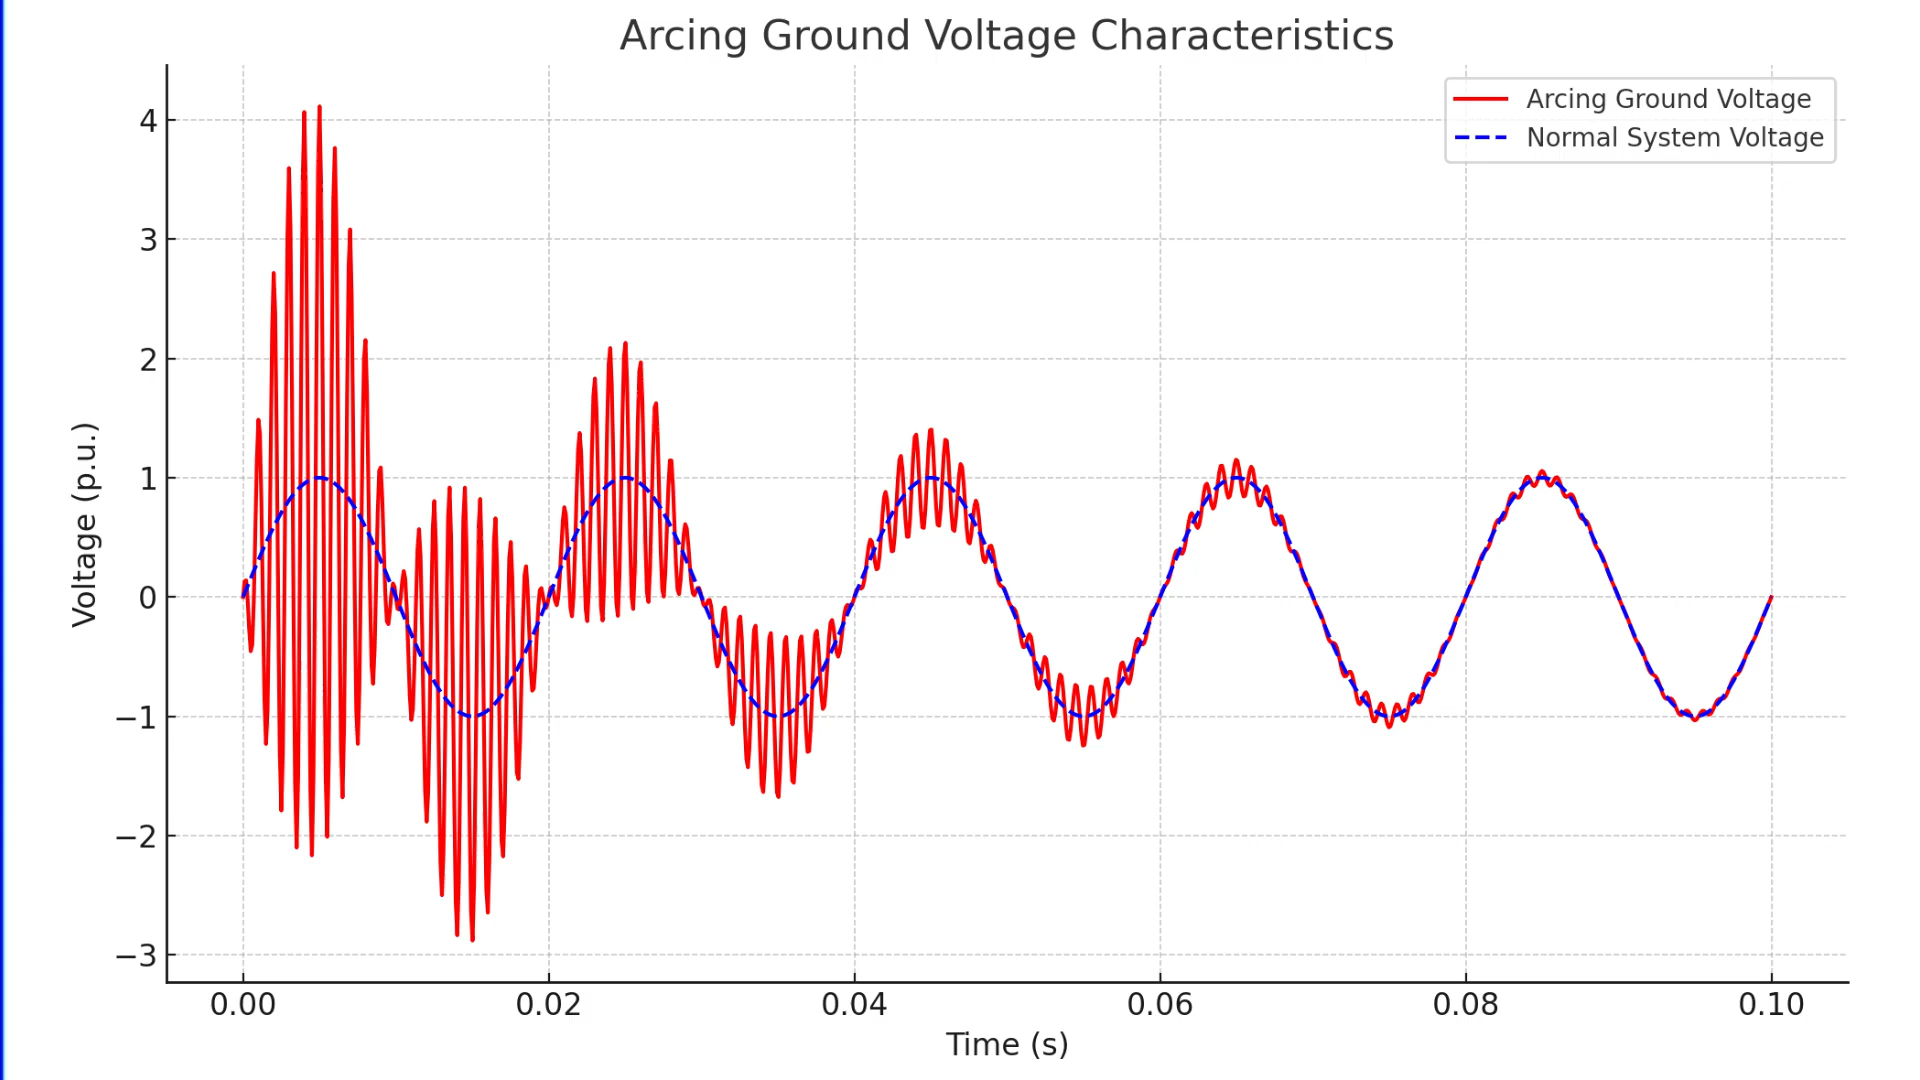 Arcing Ground Voltage Characteristics
Arcing Ground Voltage
Normal System Voltage
4
3
2
1
0
−1
−2
−3
Voltage (p.u.)
0.00 0.02 0.04 0.06 0.08 0.10
Time (s)